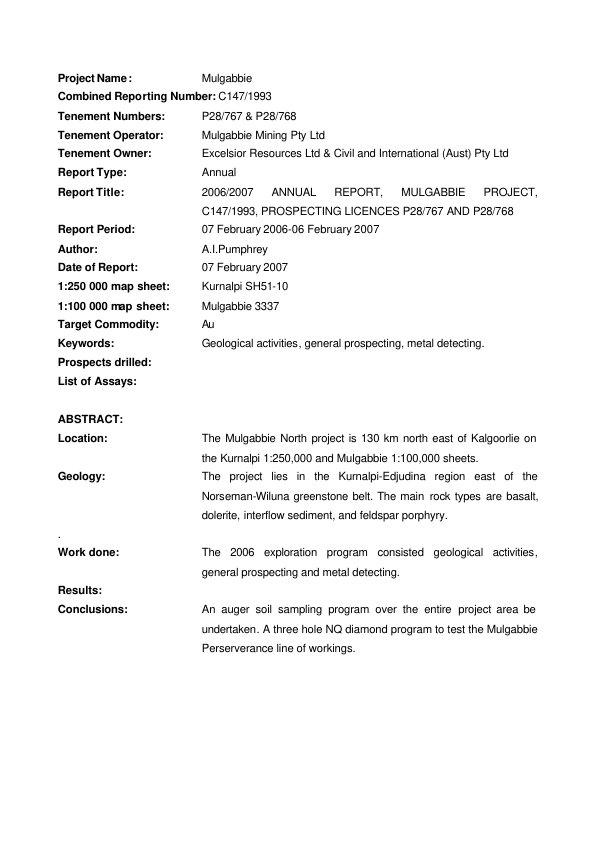 Project Name: Mulgabbie
Combined Reporting Number: C147/1993
Tenement Numbers: P28/767 & P28/768
Tenement Operator: Mulgabbie Mining Pty Ltd
Tenement Owner: Excelsior Resources Ltd & Civil and International (Aust) Pty Ltd
Report Type: Annual
Report Title: 2006/2007 ANNUAL REPORT, MULGABBIE PROJECT,
C147/1993, PROSPECTING LICENCES P28/767 AND P28/768
Report Period: 07 February 2006-06 February 2007
Author: A.I.Pumphrey
Date of Report: 07 February 2007
1:250 000 map sheet: Kurnalpi SH51-10
1:100 000 map sheet: Mulgabbie 3337
Target Commodity: Au
Keywords: Geological activities, general prospecting, metal detecting.
Prospects drilled:
List of Assays:
ABSTRACT:
Location: The Mulgabbie North project is 130 km north east of Kalgoorlie on
the Kurnalpi 1:250,000 and Mulgabbie 1:100,000 sheets.
Geology: The project lies in the Kurnalpi-Edjudina region east of the
Norseman-Wiluna greenstone belt. The main rock types are basalt,
dolerite, interflow sediment, and feldspar porphyry.
.
Work done: The 2006 exploration program consisted geological activities,
general prospecting and metal detecting.
Results:
Conclusions: An auger soil sampling program over the entire project area be
undertaken. A three hole NQ diamond program to test the Mulgabbie
Perserverance line of workings.